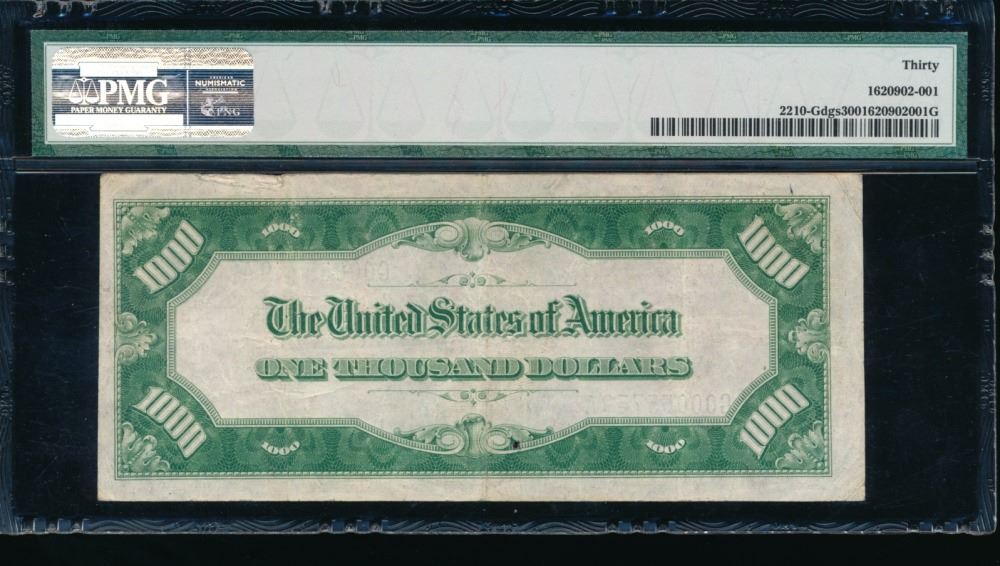 PMG
PAPER MONEY GUARANTY
NUMISMATIC
PNG
Thirty
1620902-001
2210-Gdgs3001620902001G
1000
1000
1000
1000
The United States of America
ONE THOUSAND DOLLARS
1000
1000
1000
1000